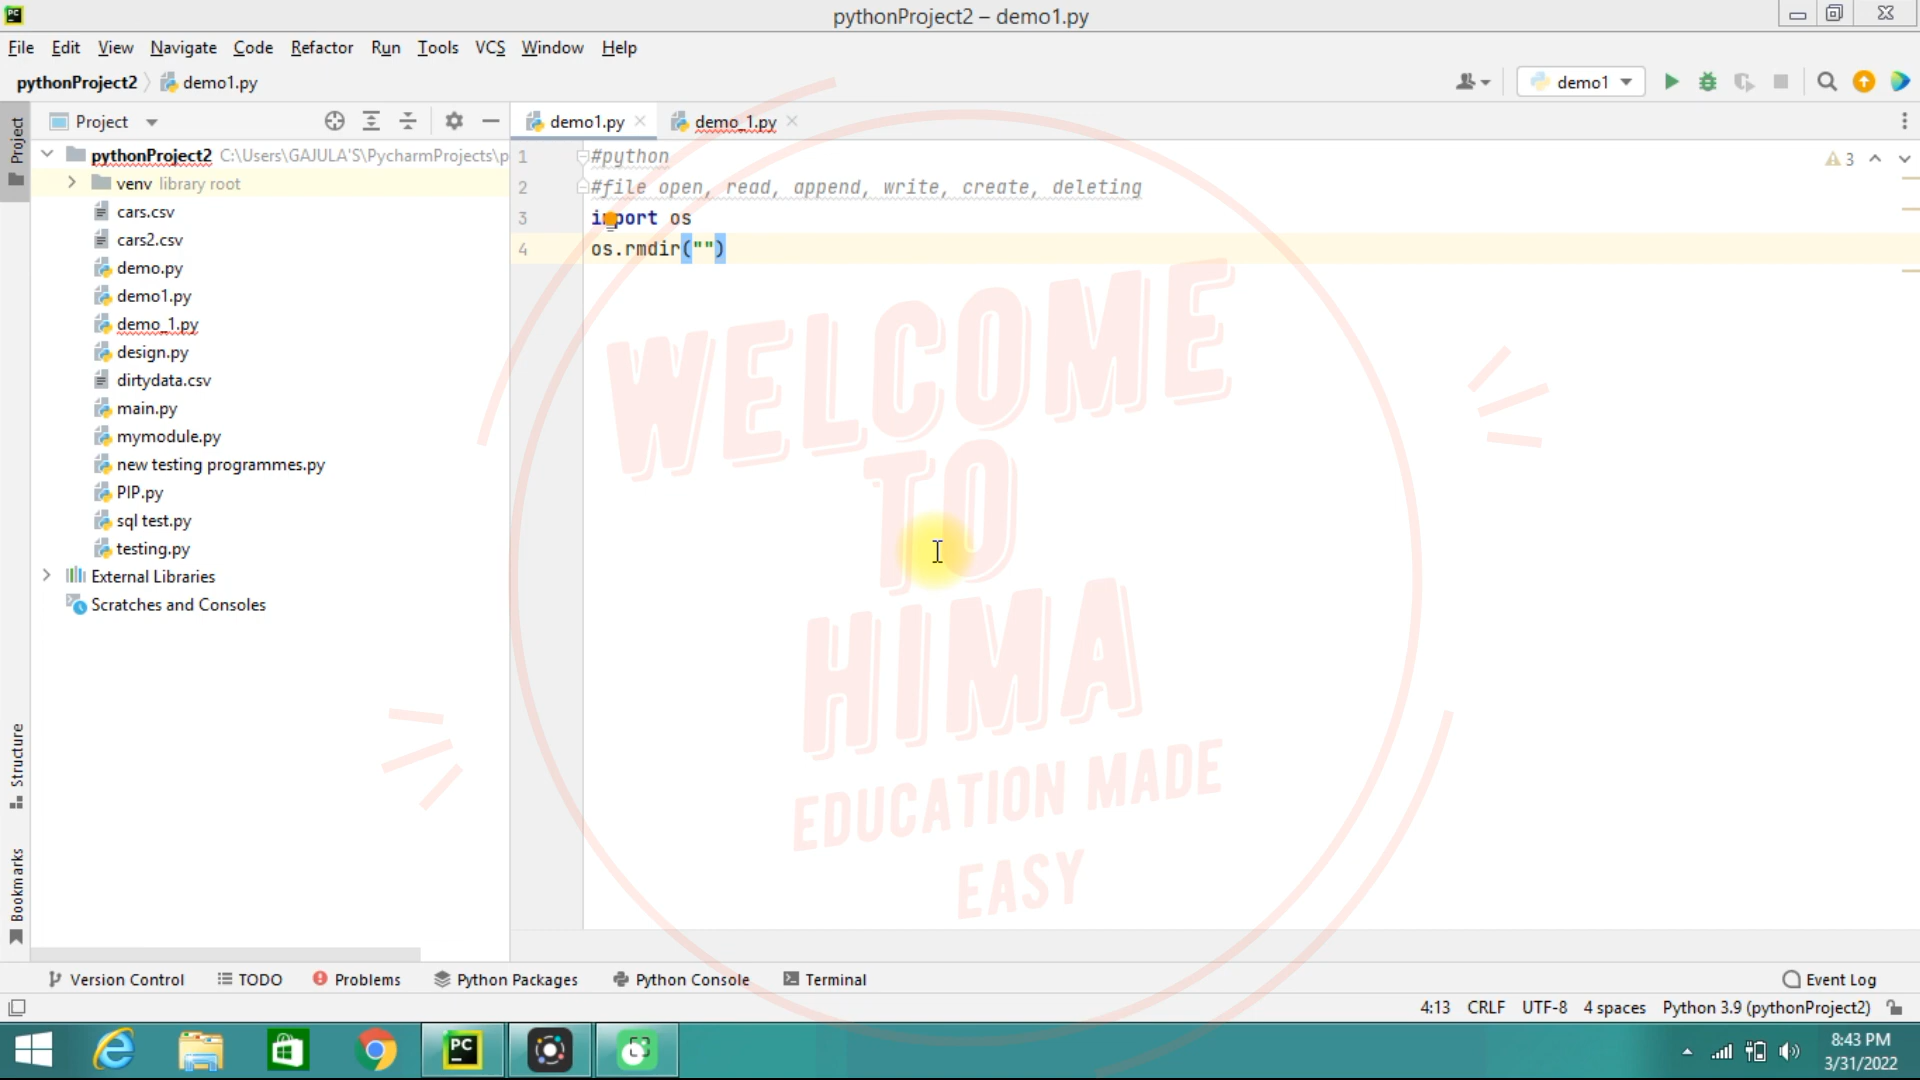 PC
pythonProject2 – demo1.py
File Edit View Navigate Code Refactor Run Tools VCS Window Help
pythonProject2 demo1.py
demo1
Project
demo1.py
demo_1.py
Project
pythonProject2 C:\Users\GAJULA'S\PycharmProjects\p
venv library root
cars.csv
cars2.csv
demo.py
demo1.py
demo_1.py
design.py
dirtydata.csv
main.py
mymodule.py
new testing programmes.py
PIP.py
sql test.py
testing.py
External Libraries
Scratches and Consoles
Structure
Bookmarks
1 #python
2 #file open, read, append, write, create, deleting
3 import os
4 os.rmdir("")
3
WELCOME
TO
HIMA
EDUCATION MADE
EASY
Version Control TODO Problems Python Packages Python Console Terminal Event Log
4:13 CRLF UTF-8 4 spaces Python 3.9 (pythonProject2)
PC
8:43 PM
3/31/2022